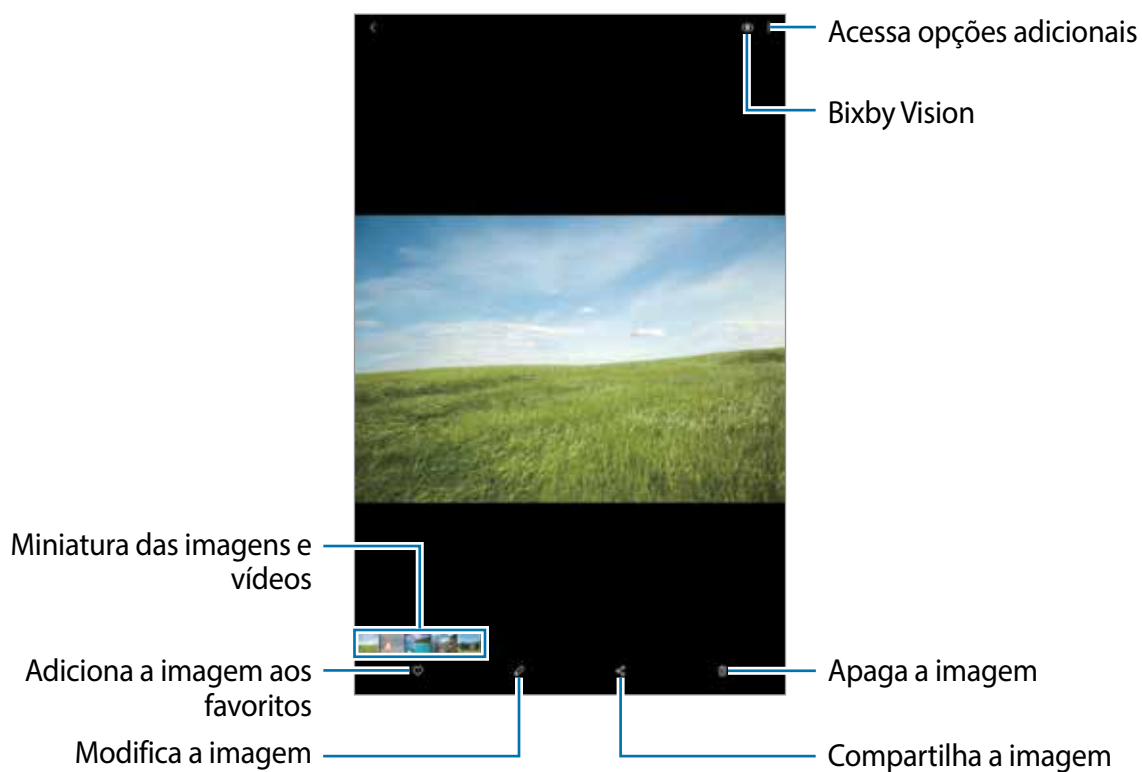 Acessa opções adicionais
Bixby Vision
Miniatura das imagens e
vídeos
Adiciona a imagem aos
favoritos
Modifica a imagem
Apaga a imagem
Compartilha a imagem